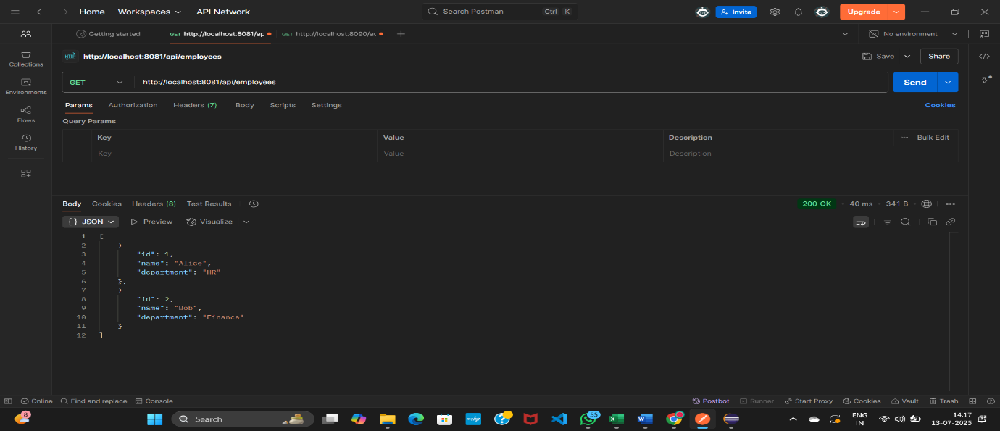 Home Workspaces API Network Search Postman Ctrl K Invite Upgrade
Getting started GET http://localhost:8081/ap GET http://localhost:8090/au No environment
HTTP http://localhost:8081/api/employees Save Share
GET http://localhost:8081/api/employees Send
Params Authorization Headers (7) Body Scripts Settings Cookies
Query Params
Key Value Description Bulk Edit
Key Value Description
Collections
Environments
Flows
History
Body Cookies Headers (8) Test Results 200 OK 40 ms 341 B
{} JSON Preview Visualize
1 [
2 {
3 "id": 1,
4 "name": "Alice",
5 "department": "HR"
6 },
7 {
8 "id": 2,
9 "name": "Bob",
10 "department": "Finance"
11 }
12 ]
Online Find and replace Console Postbot Runner Start Proxy Cookies Vault Trash
8 Search myhp 55 ENG 14:17
IN 13-07-2025